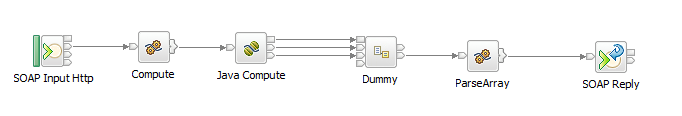 SOAP Input Http
Compute
Java Compute
Dummy
ParseArray
SOAP Reply